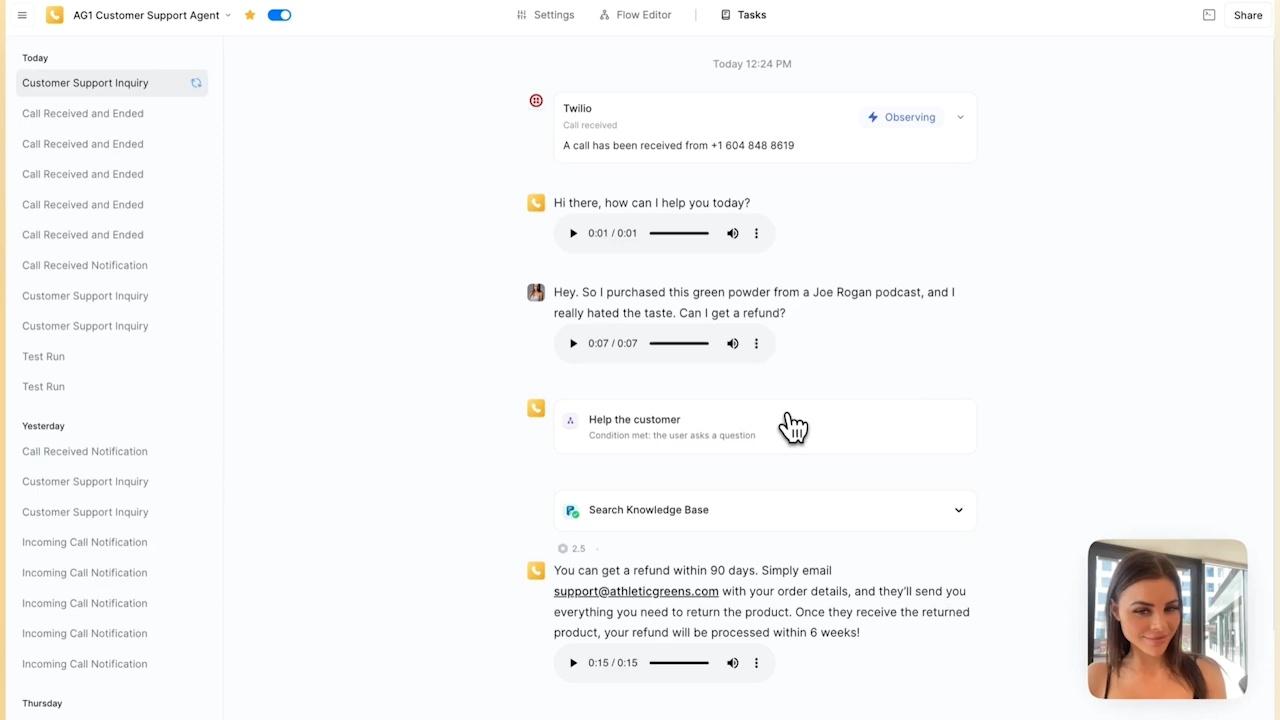 AG1 Customer Support Agent
Settings
Flow Editor
Tasks
Share
Today
Customer Support Inquiry
Call Received and Ended
Call Received and Ended
Call Received and Ended
Call Received and Ended
Call Received and Ended
Call Received Notification
Customer Support Inquiry
Customer Support Inquiry
Test Run
Test Run
Yesterday
Call Received Notification
Customer Support Inquiry
Customer Support Inquiry
Incoming Call Notification
Incoming Call Notification
Incoming Call Notification
Incoming Call Notification
Incoming Call Notification
Thursday
Today 12:24 PM
Twilio
Call received
Observing
A call has been received from +1 604 848 8619
Hi there, how can I help you today?
0:01 / 0:01
Hey. So I purchased this green powder from a Joe Rogan podcast, and I
really hated the taste. Can I get a refund?
0:07 / 0:07
Help the customer
Condition met: the user asks a question
Search Knowledge Base
2.5
You can get a refund within 90 days. Simply email
support@athleticgreens.com with your order details, and they'll send you
everything you need to return the product. Once they receive the returned
product, your refund will be processed within 6 weeks!
0:15 / 0:15